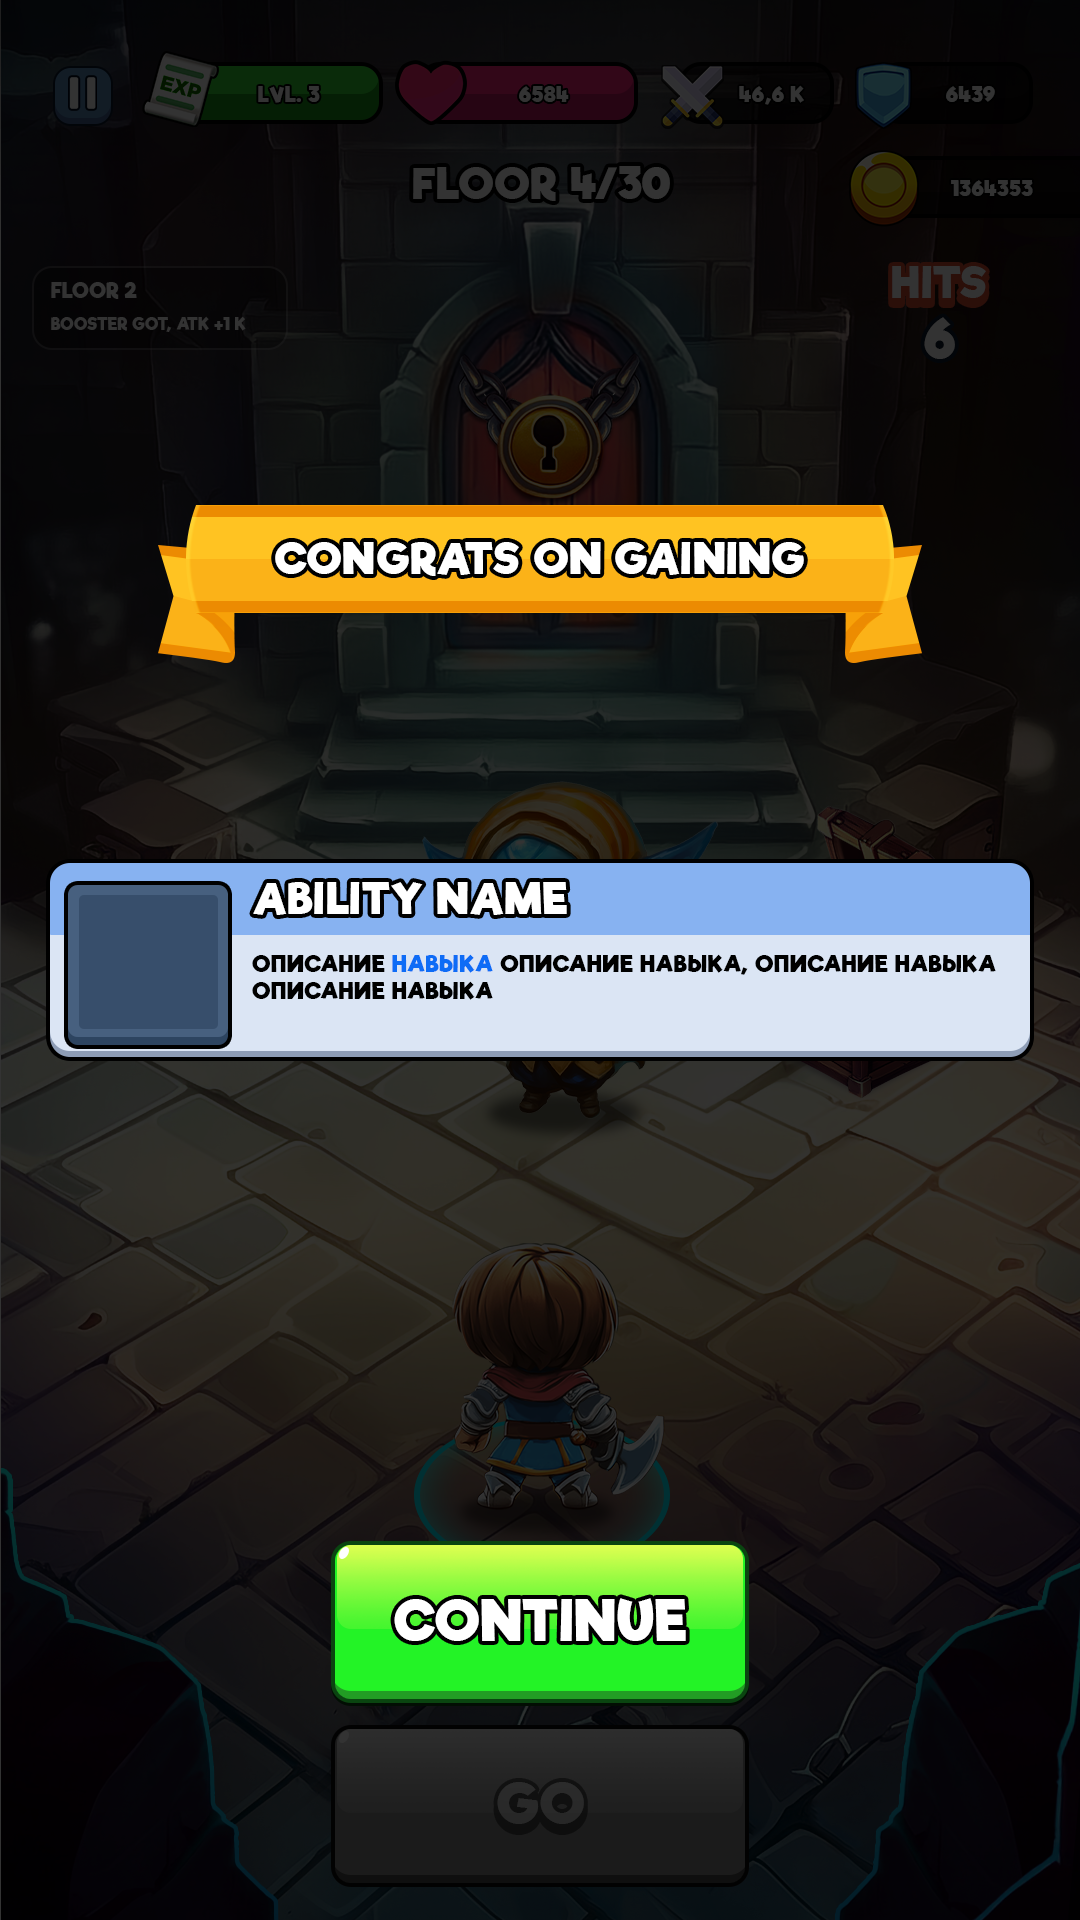 EXP
LVL. 3
6584
46,6 K
6439
FLOOR 4/30
1364353
FLOOR 2
BOOSTER GOT, ATK +1 K
HITS
6
CONGRATS ON GAINING
ABILITY NAME
ОПИСАНИЕ НАВЫКА ОПИСАНИЕ НАВЫКА, ОПИСАНИЕ НАВЫКА
ОПИСАНИЕ НАВЫКА
CONTINUE
GO